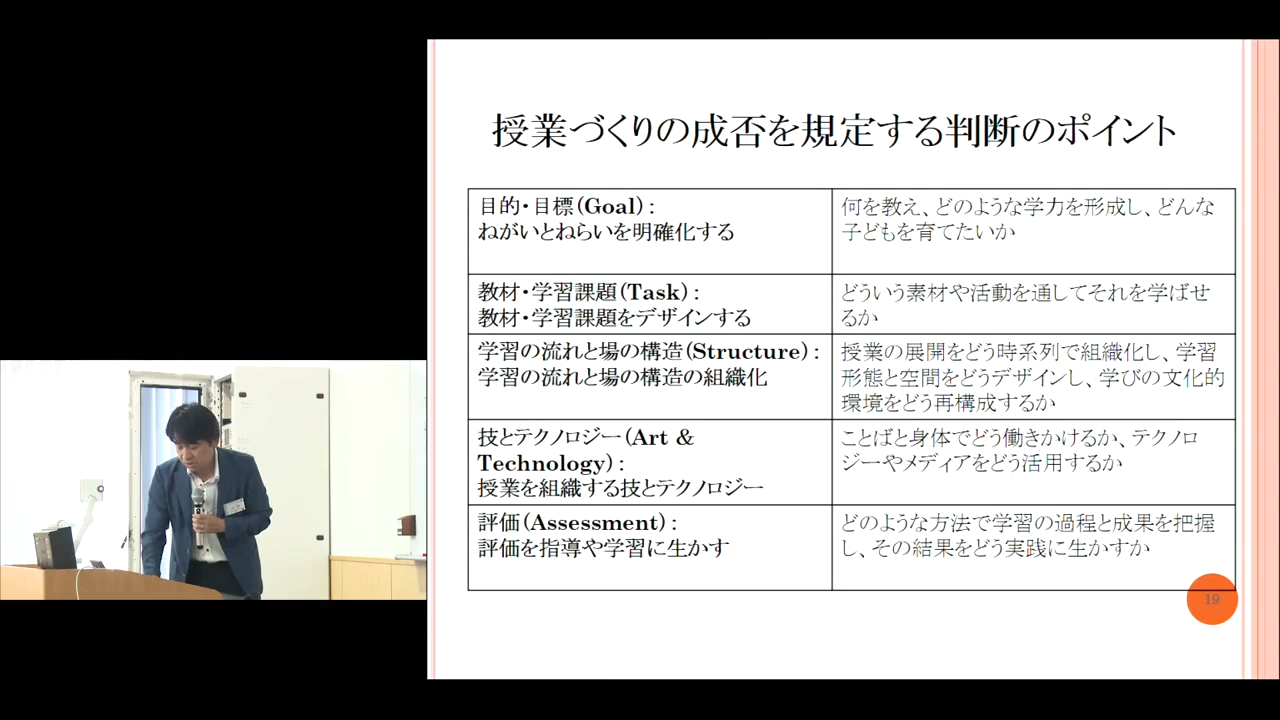 授業づくりの成否を規定する判断のポイント
目的・目標(Goal):
ねがいとねらいを明確化する
何を教え、どのような学力を形成し、どんな
子どもを育てたいか
教材・学習課題(Task):
教材・学習課題をデザインする
どういう素材や活動を通してそれを学ばせ
るか
学習の流れと場の構造(Structure):
学習の流れと場の構造の組織化
授業の展開をどう時系列で組織化し、学習
形態と空間をどうデザインし、学びの文化的
環境をどう再構成するか
技とテクノロジー(Art &
Technology):
授業を組織する技とテクノロジー
ことばと身体でどう働きかけるか、テクノロ
ジーやメディアをどう活用するか
評価(Assessment):
評価を指導や学習に生かす
どのような方法で学習の過程と成果を把握
し、その結果をどう実践に生かすか
19